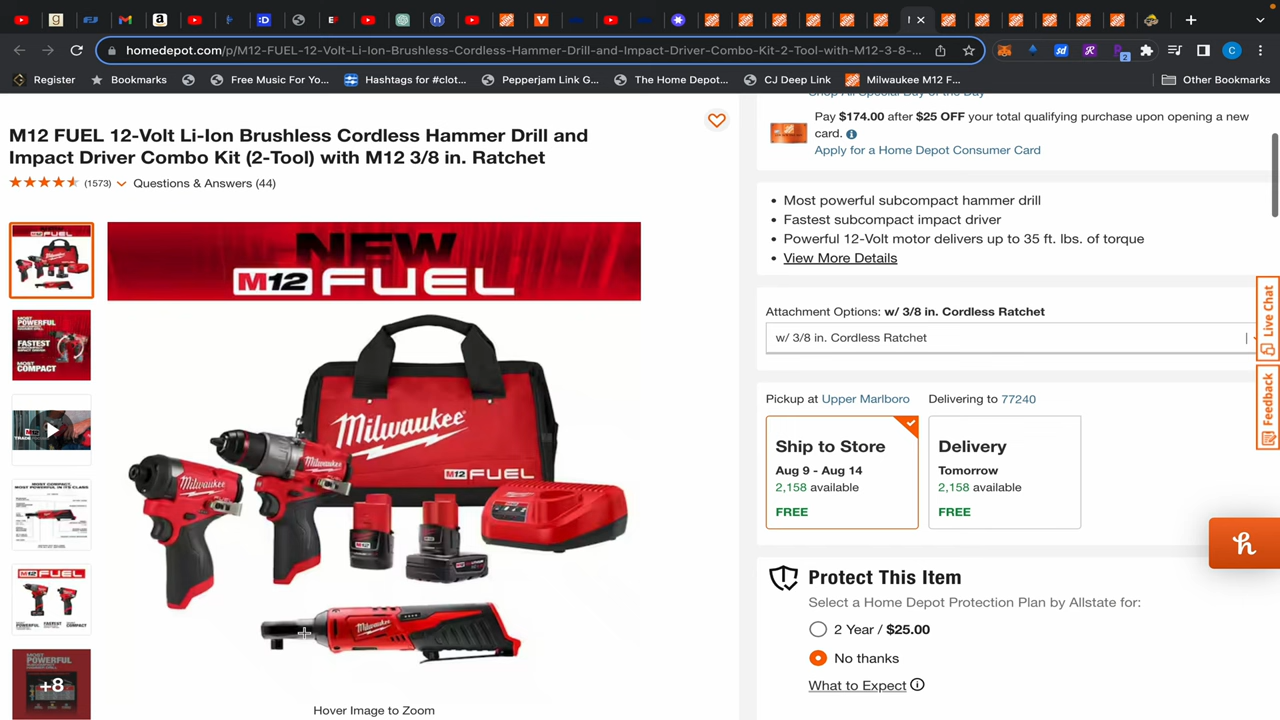 homedepot.com/p/M12-FUEL-12-Volt-Li-Ion-Brushless-Cordless-Hammer-Drill-and-Impact-Driver-Combo-Kit-2-Tool-with-M12-3-8-...
Register
Bookmarks
Free Music For Yo...
Hashtags for #clot...
Pepperjam Link G...
The Home Depot...
CJ Deep Link
Milwaukee M12 F...
Other Bookmarks
M12 FUEL 12-Volt Li-Ion Brushless Cordless Hammer Drill and
Impact Driver Combo Kit (2-Tool) with M12 3/8 in. Ratchet
(1573)
Questions & Answers (44)
NEW
M12 FUEL
Milwaukee
M12 FUEL
Milwaukee
Milwaukee
Milwaukee
MOST
POWERFUL
FASTEST
MOST
COMPACT
+8
Hover Image to Zoom
Pay $174.00 after $25 OFF your total qualifying purchase upon opening a new
card.
Apply for a Home Depot Consumer Card
• Most powerful subcompact hammer drill
• Fastest subcompact impact driver
• Powerful 12-Volt motor delivers up to 35 ft. lbs. of torque
• View More Details
Attachment Options: w/ 3/8 in. Cordless Ratchet
w/ 3/8 in. Cordless Ratchet
Pickup at Upper Marlboro
Delivering to 77240
Ship to Store
Aug 9 - Aug 14
2,158 available
FREE
Delivery
Tomorrow
2,158 available
FREE
Protect This Item
Select a Home Depot Protection Plan by Allstate for:
2 Year / $25.00
No thanks
What to Expect
Live Chat
Feedback